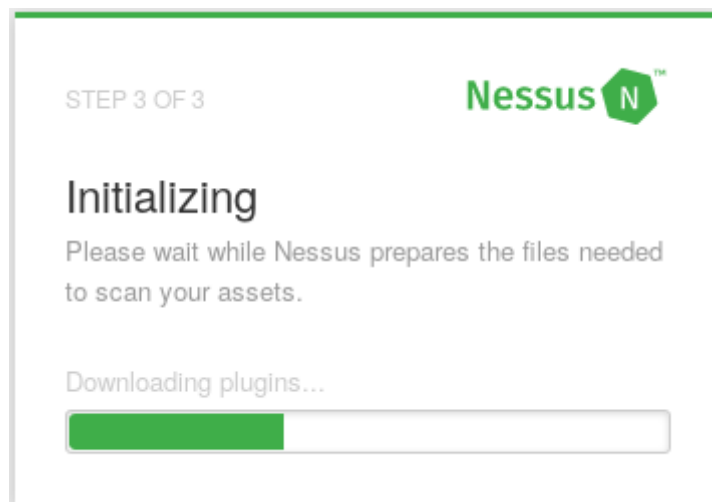 STEP 3 OF 3
Nessus N™
Initializing
Please wait while Nessus prepares the files needed
to scan your assets.
Downloading plugins...